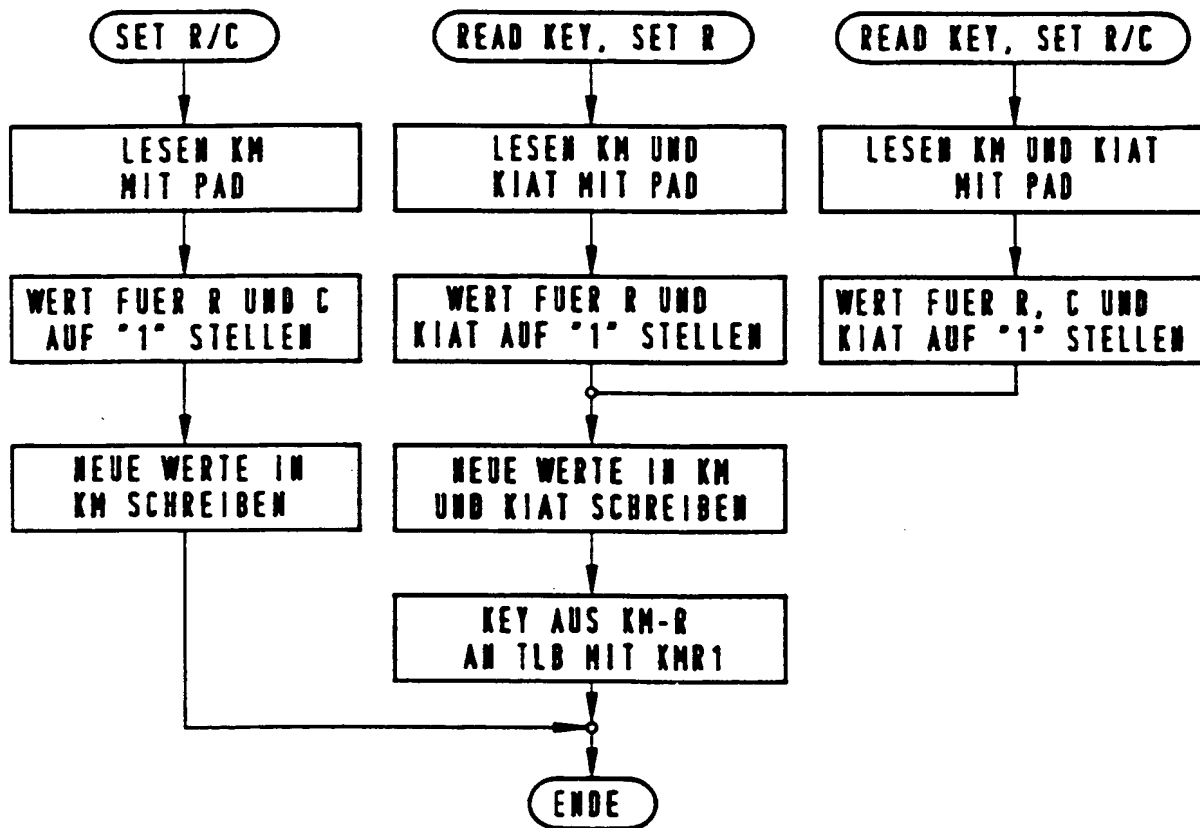 SET R/C
READ KEY, SET R
READ KEY, SET R/C
LESEN KM
MIT PAD
LESEN KM UND
KIAT MIT PAD
LESEN KM UND KIAT
MIT PAD
WERT FUER R UND C
AUF "1" STELLEN
WERT FUER R UND
KIAT AUF "1" STELLEN
WERT FUER R, C UND
KIAT AUF "1" STELLEN
NEUE WERTE IN
KM SCHREIBEN
NEUE WERTE IN KM
UND KIAT SCHREIBEN
KEY AUS KM-R
AN TLB MIT KMR1
ENDE